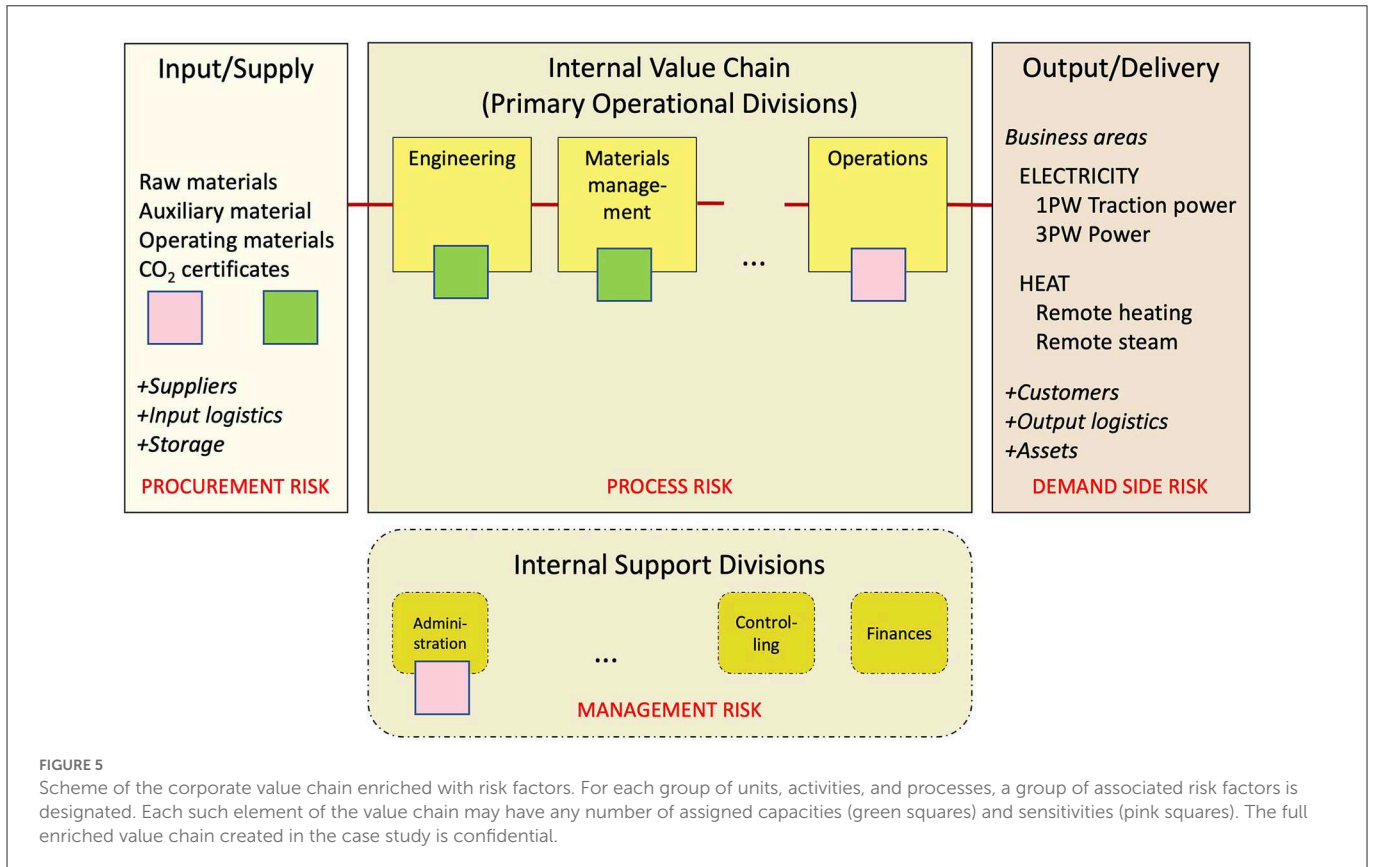 Input/Supply
Raw materials
Auxiliary material
Operating materials
CO₂ certificates
+Suppliers
+Input logistics
+Storage
PROCUREMENT RISK
Internal Value Chain
(Primary Operational Divisions)
Engineering
Materials
manage-
ment
...
Operations
PROCESS RISK
Output/Delivery
Business areas
ELECTRICITY
1PW Traction power
3PW Power
HEAT
Remote heating
Remote steam
+Customers
+Output logistics
+Assets
DEMAND SIDE RISK
Internal Support Divisions
Admini-
stration
...
Control-
ling
Finances
MANAGEMENT RISK
FIGURE 5
Scheme of the corporate value chain enriched with risk factors. For each group of units, activities, and processes, a group of associated risk factors is
designated. Each such element of the value chain may have any number of assigned capacities (green squares) and sensitivities (pink squares). The full
enriched value chain created in the case study is confidential.